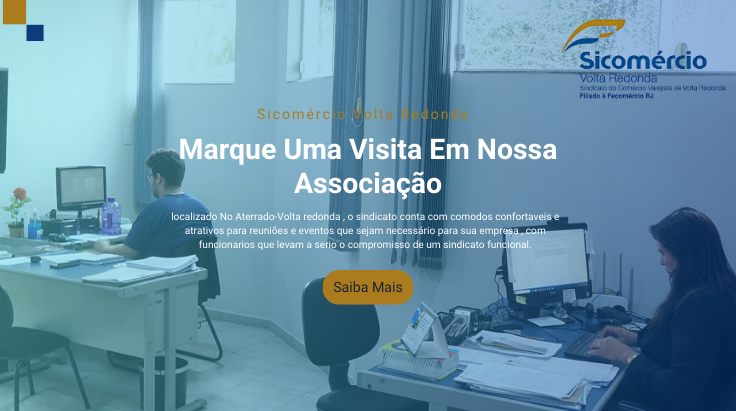 Sicomércio
Volta Redonda
Sindicato do Comércio Varejista de Volta Redonda
Filiado à Fecomércio RJ
Sicomércio Volta Redonda
Marque Uma Visita Em Nossa
Associação
localizado No Aterrado-Volta redonda , o sindicato conta com comodos confortaveis e
atrativos para reuniões e eventos que sejam necessário para sua empresa , com
funcionarios que levam a serio o compromisso de um sindicato funcional.
Saiba Mais